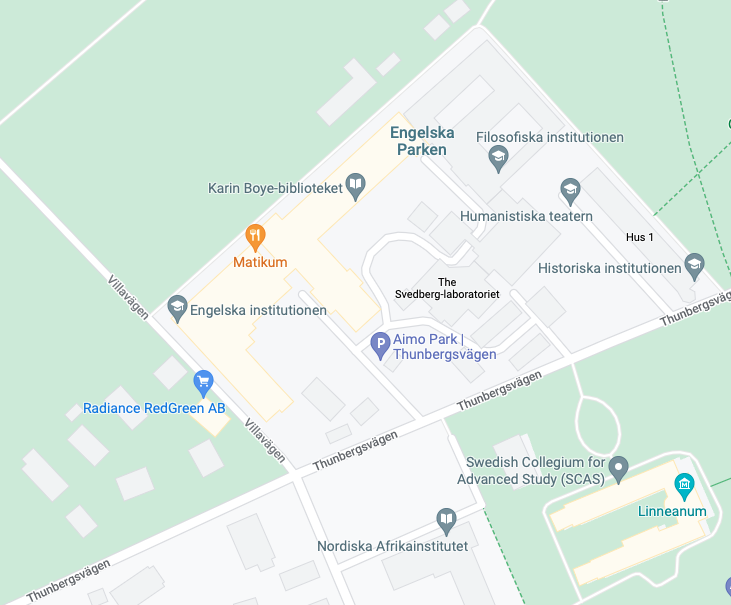 Engelska
Parken
Filosofiska institutionen
Karin Boye-biblioteket
Humanistiska teatern
Hus 1
Matikum
Historiska institutionen
The
Svedberg-laboratoriet
Villavägen
Engelska institutionen
Thunbergsväg
Aimo Park |
Thunbergsvägen
Thunbergsvägen
Radiance RedGreen AB
Villavägen
Thunbergsvägen
Swedish Collegium for
Advanced Study (SCAS)
Linneanum
Nordiska Afrikainstitutet
Thunbergsvägen
P